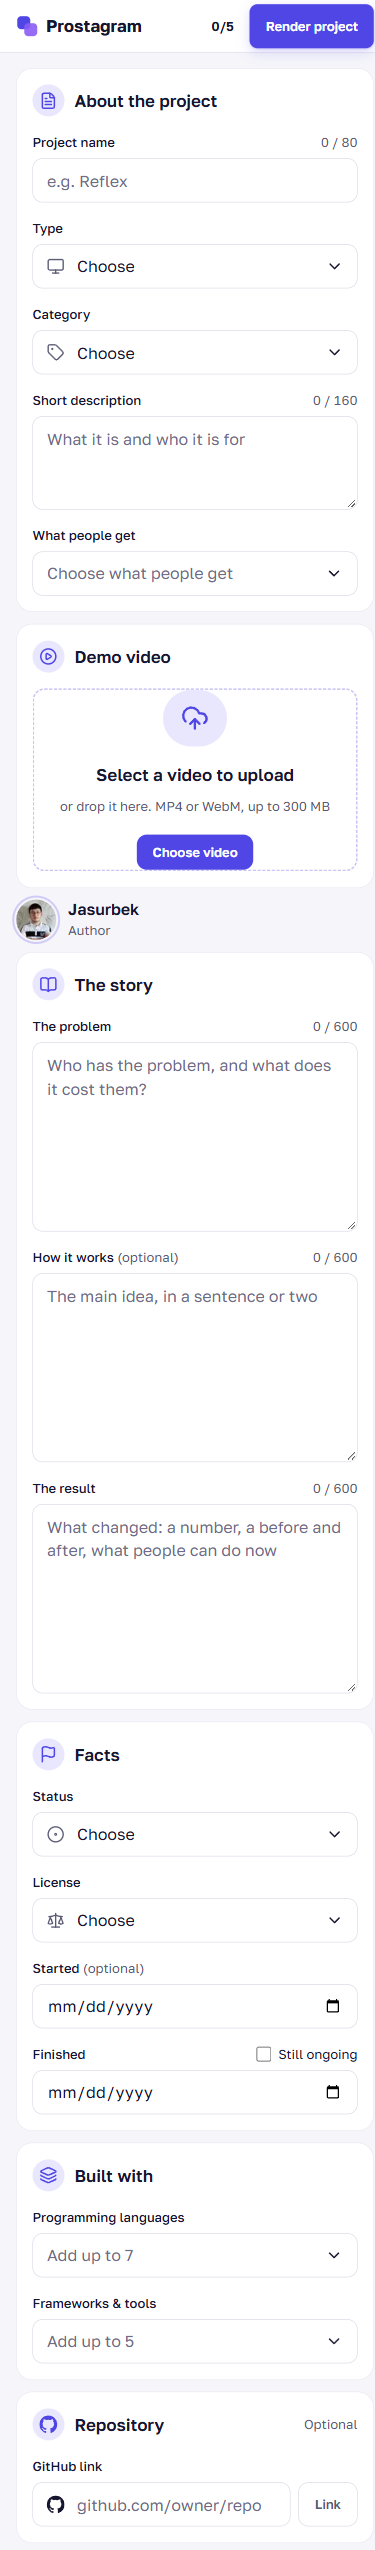 Prostagram
0/5
Render project
About the project
Project name
0 / 80
e.g. Reflex
Type
Choose
Category
Choose
Short description
0 / 160
What it is and who it is for
What people get
Choose what people get
Demo video
Select a video to upload
or drop it here. MP4 or WebM, up to 300 MB
Choose video
Jasurbek
Author
The story
The problem
0 / 600
Who has the problem, and what does
it cost them?
How it works (optional)
0 / 600
The main idea, in a sentence or two
The result
0 / 600
What changed: a number, a before and
after, what people can do now
Facts
Status
Choose
License
Choose
Started (optional)
mm/dd/yyyy
Finished
Still ongoing
mm/dd/yyyy
Built with
Programming languages
Add up to 7
Frameworks & tools
Add up to 5
Repository
Optional
GitHub link
github.com/owner/repo
Link